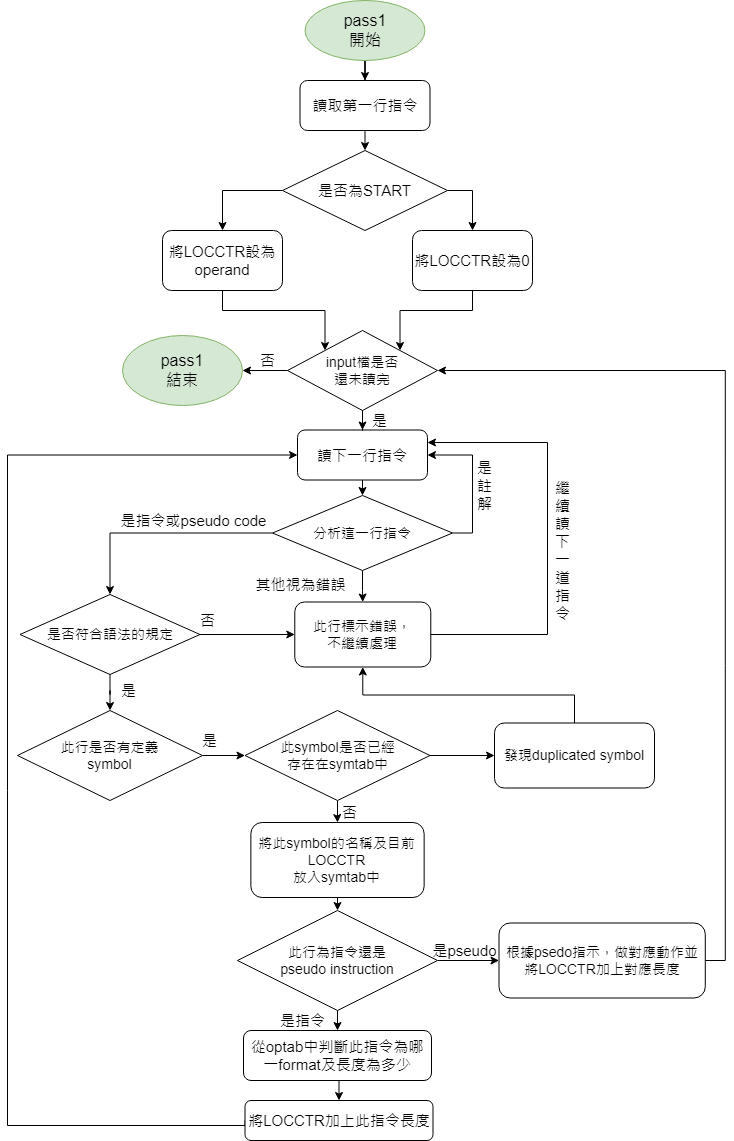 pass1
開始
讀取第一行指令
是否為START
將LOCCTR設為
operand
將LOCCTR設為0
input檔是否
還未讀完
否
pass1
結束
是
讀下一行指令
是註解
繼續讀下一道指令
分析這一行指令
是指令或pseudo code
其他視為錯誤
此行標示錯誤，
不繼續處理
是否符合語法的規定
否
是
此行是否有定義
symbol
是
此symbol是否已經
存在在symtab中
發現duplicated symbol
否
將此symbol的名稱及目前
LOCCTR
放入symtab中
此行為指令還是
pseudo instruction
是pseudo
根據psedo指示，做對應動作並
將LOCCTR加上對應長度
是指令
從optab中判斷此指令為哪
一format及長度為多少
將LOCCTR加上此指令長度